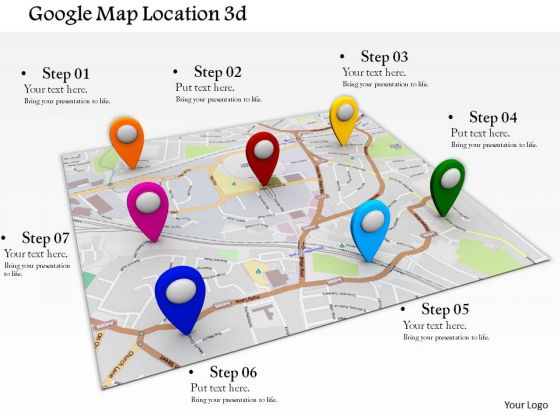 Google Map Location 3d
• Step 01
Your text here.
Bring your presentation to life.
• Step 02
Put text here.
Bring your presentation to life.
• Step 03
Your text here.
Bring your presentation to life.
• Step 04
Put text here.
Bring your presentation to life.
• Step 07
Your text here.
Bring your presentation
to life.
• Step 05
Your text here.
Bring your presentation to life.
• Step 06
Put text here.
Bring your presentation to life.
Church Lane
Your Logo